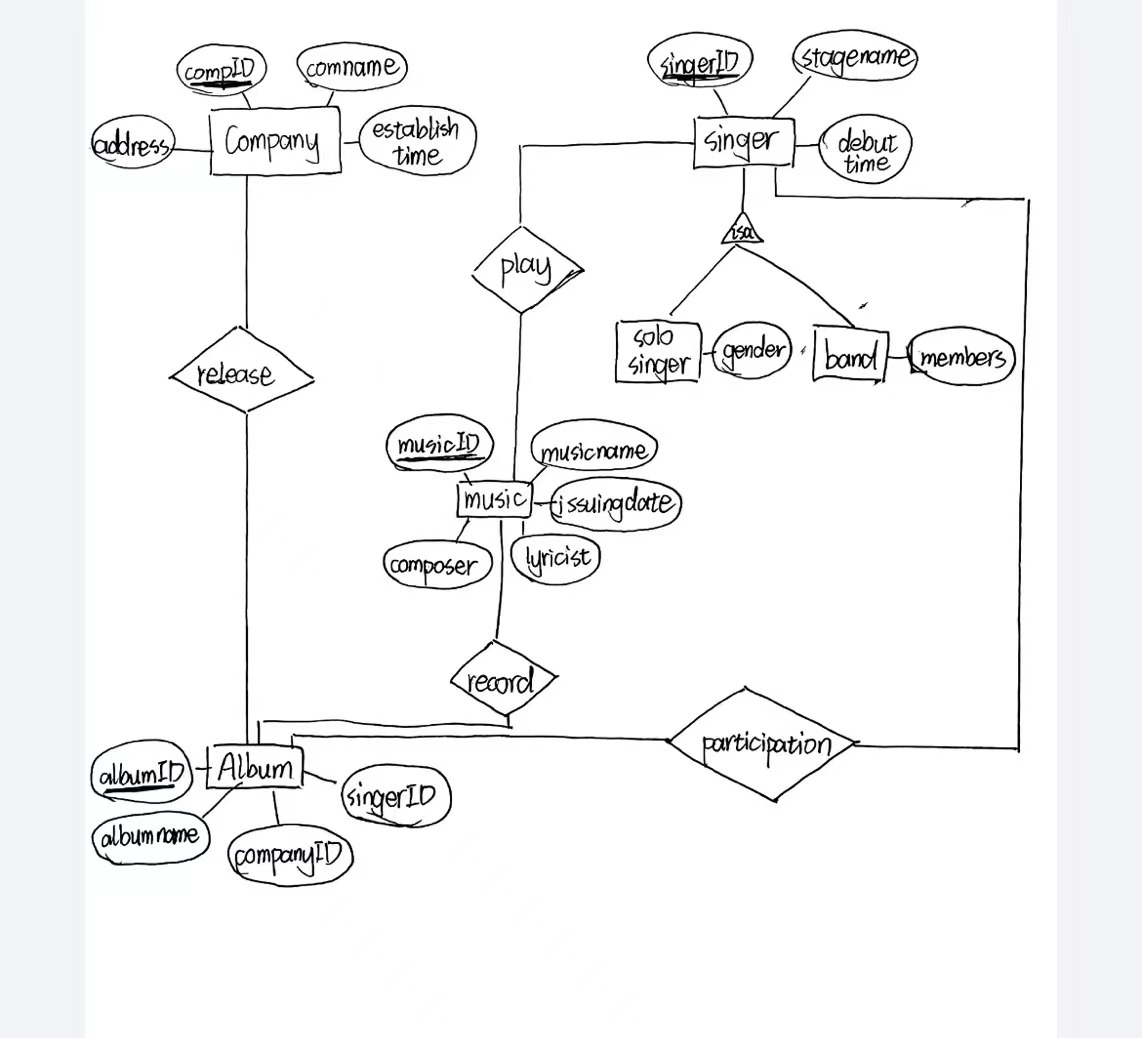 compID
comname
singerID
stagename
address
Company
establish
time
singer
debut
time
isa
play
solo
singer
gender
band
members
release
musicID
musicname
music
issuingdate
composer
lyricist
record
participation
albumID
Album
singerID
albumname
companyID